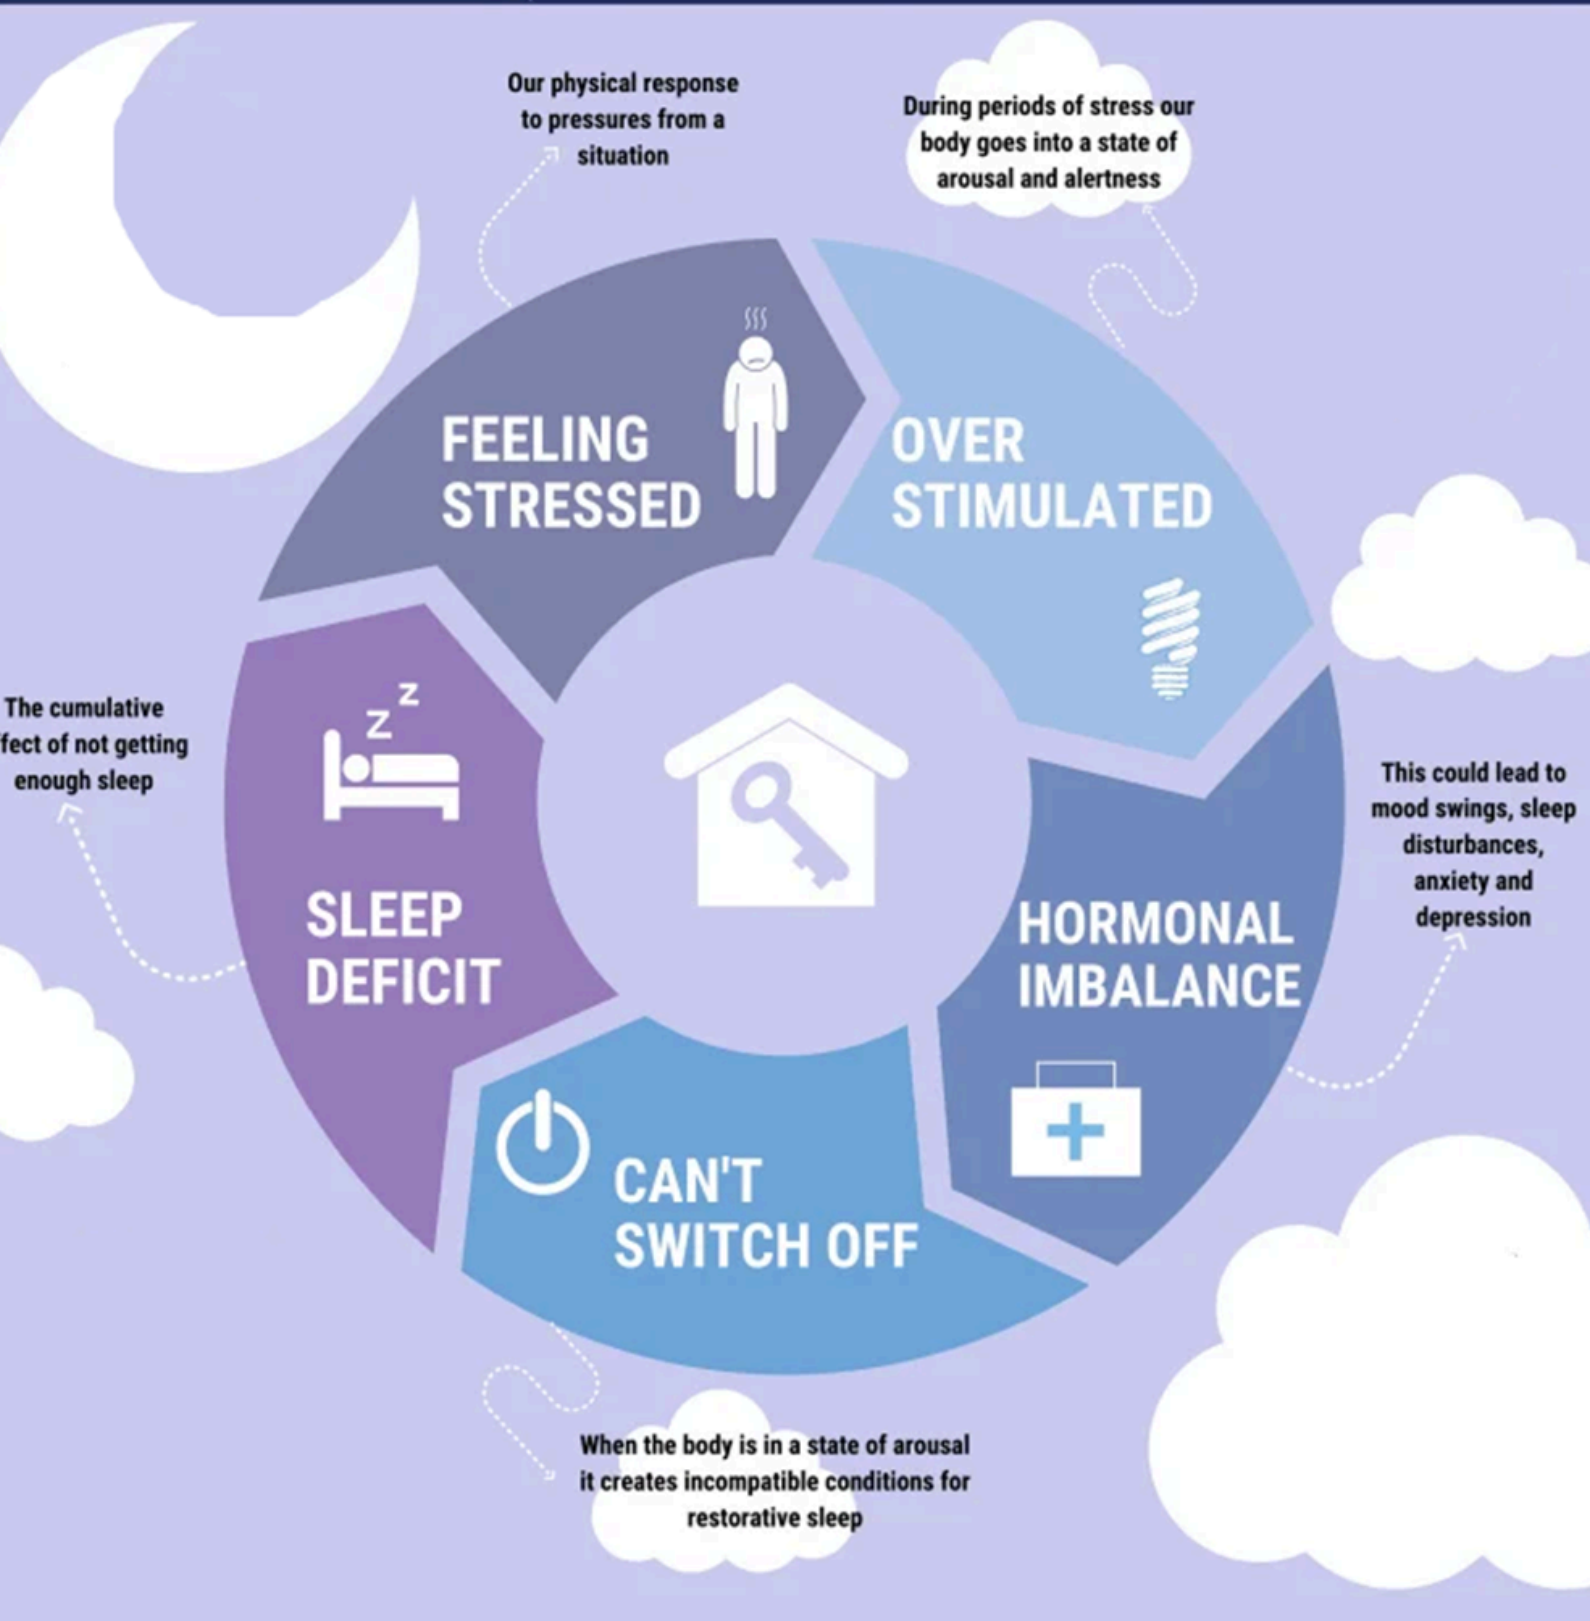 Our physical response
to pressures from a
situation
During periods of stress our
body goes into a state of
arousal and alertness
FEELING
STRESSED
OVER
STIMULATED
Z
Z
The cumulative
fect of not getting
enough sleep
This could lead to
mood swings, sleep
disturbances,
anxiety and
depression
SLEEP
DEFICIT
HORMONAL
IMBALANCE
CAN'T
SWITCH OFF
When the body is in a state of arousal
it creates incompatible conditions for
restorative sleep